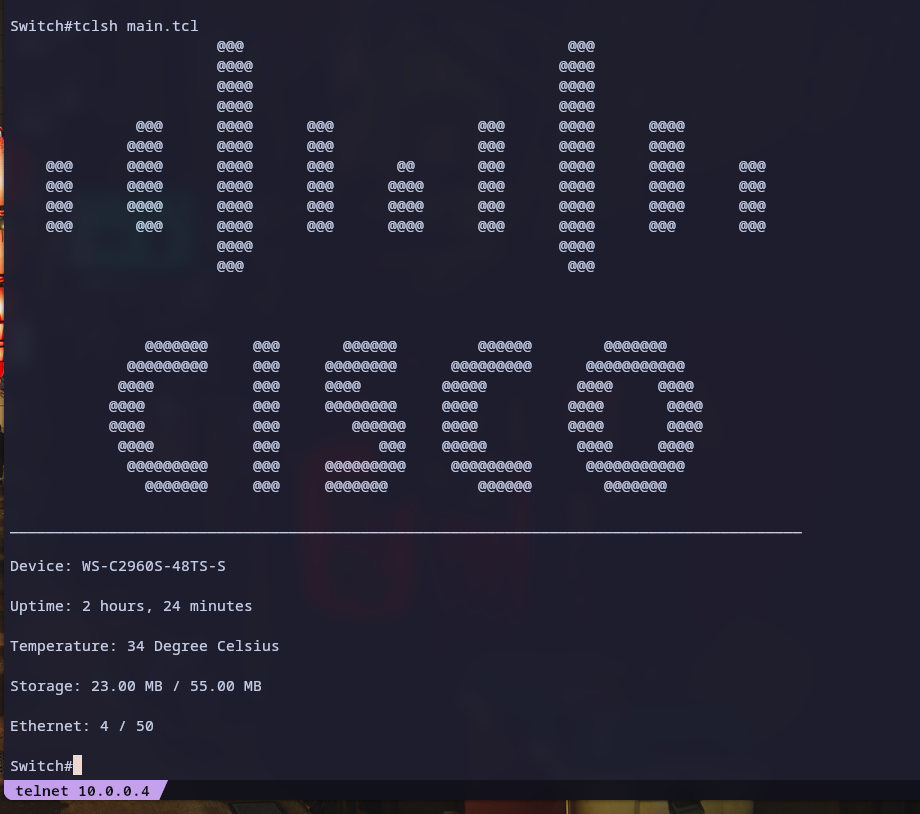 Switch#tclsh main.tcl
                       @@@                                    @@@
                       @@@@                                  @@@@
                       @@@@                                  @@@@
                       @@@@                                  @@@@
              @@@      @@@@      @@@                @@@      @@@@      @@@@
             @@@@      @@@@      @@@                @@@      @@@@      @@@@
    @@@      @@@@      @@@@      @@@       @@       @@@      @@@@      @@@@      @@@
    @@@      @@@@      @@@@      @@@      @@@@      @@@      @@@@      @@@@      @@@
    @@@      @@@@      @@@@      @@@      @@@@      @@@      @@@@      @@@@      @@@
    @@@       @@@      @@@@      @@@      @@@@      @@@      @@@@      @@@       @@@
                       @@@@                                  @@@@
                       @@@                                    @@@
               @@@@@@@     @@@       @@@@@@         @@@@@@        @@@@@@@
             @@@@@@@@@     @@@     @@@@@@@@      @@@@@@@@@      @@@@@@@@@@@
            @@@@           @@@     @@@@         @@@@@          @@@@     @@@@
           @@@@            @@@     @@@@@@@@     @@@@          @@@@       @@@@
           @@@@            @@@        @@@@@@    @@@@          @@@@       @@@@
            @@@@           @@@           @@@    @@@@@          @@@@     @@@@
             @@@@@@@@@     @@@     @@@@@@@@@     @@@@@@@@@      @@@@@@@@@@@
               @@@@@@@     @@@     @@@@@@@          @@@@@@        @@@@@@@
________________________________________________________________________________________
Device: WS-C2960S-48TS-S
Uptime: 2 hours, 24 minutes
Temperature: 34 Degree Celsius
Storage: 23.00 MB / 55.00 MB
Ethernet: 4 / 50
Switch#
telnet 10.0.0.4